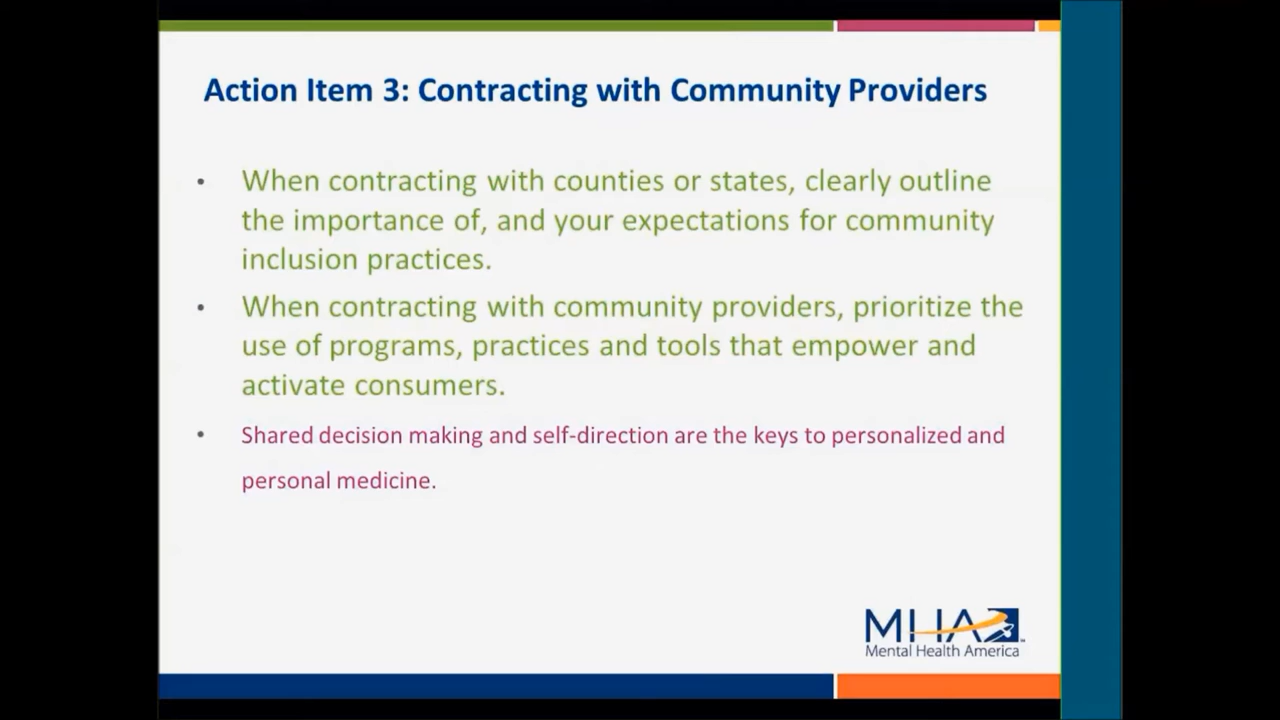 Action Item 3: Contracting with Community Providers
• When contracting with counties or states, clearly outline
the importance of, and your expectations for community
inclusion practices.
• When contracting with community providers, prioritize the
use of programs, practices and tools that empower and
activate consumers.
• Shared decision making and self-direction are the keys to personalized and
personal medicine.
MHA
Mental Health America